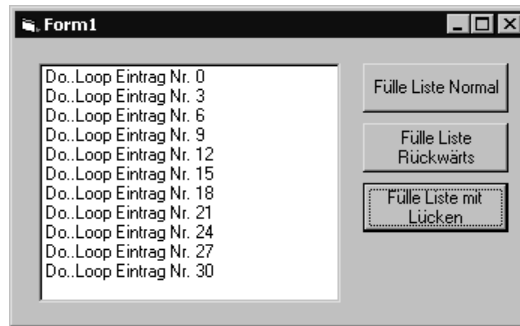 Form1
Do..Loop Eintrag Nr. 0
Do..Loop Eintrag Nr. 3
Do..Loop Eintrag Nr. 6
Do..Loop Eintrag Nr. 9
Do..Loop Eintrag Nr. 12
Do..Loop Eintrag Nr. 15
Do..Loop Eintrag Nr. 18
Do..Loop Eintrag Nr. 21
Do..Loop Eintrag Nr. 24
Do..Loop Eintrag Nr. 27
Do..Loop Eintrag Nr. 30
Fülle Liste Normal
Fülle Liste
Rückwärts
Fülle Liste mit
Lücken